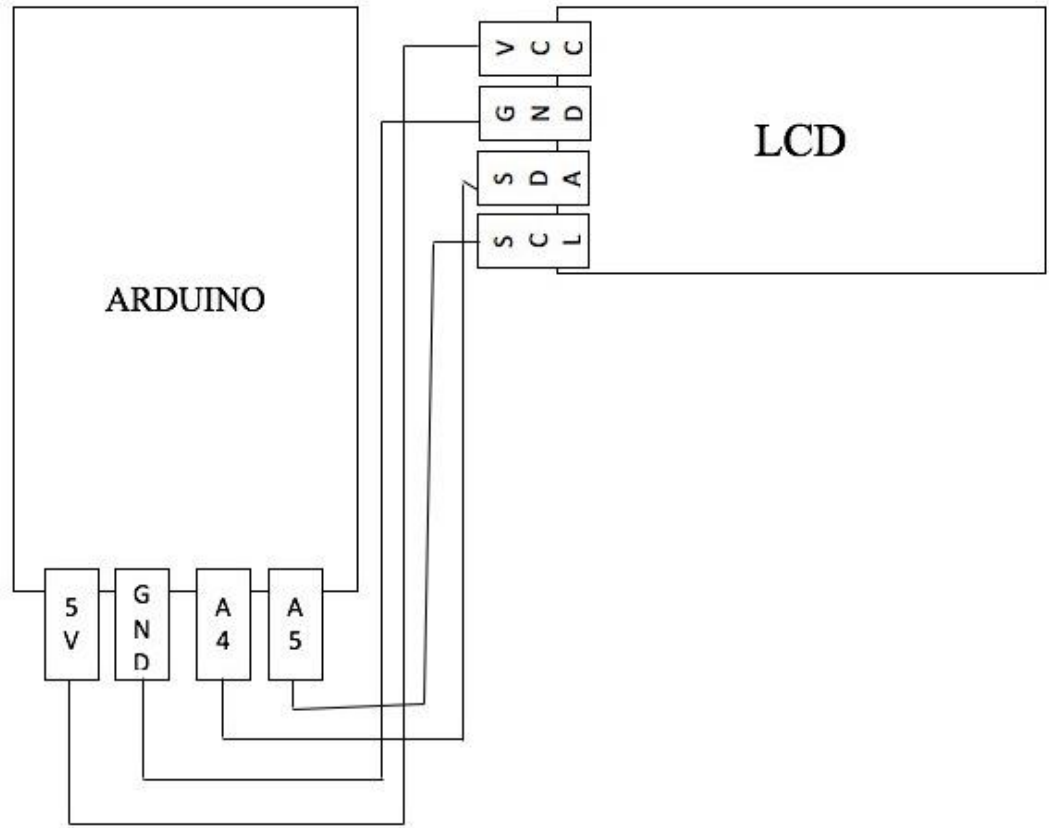 VCC
GND
SDA
SCL
LCD
ARDUINO
5V
GND
A4
A5